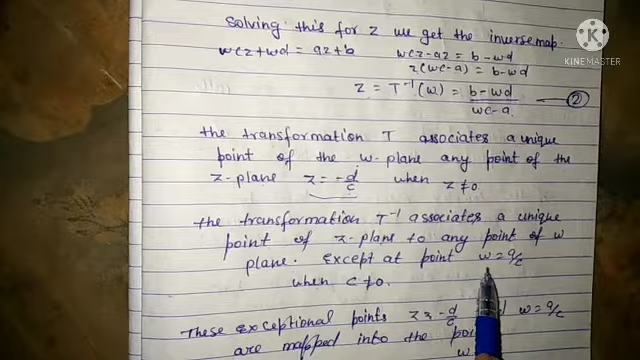 Solving this for z we get the inverse map.
wcz + wd = az + b    wcz - az = b - wd
z(wc - a) = b - wd
z = T⁻¹(w) = b - wd / wc - a. — ②
KINEMASTER
the transformation T associates a unique
point of the w-plane any point of the
z-plane z = -d/c when z ≠ 0.
the transformation T⁻¹ associates a unique
point of z-plane to any point of w
plane. Except at point w = a/c
when c ≠ 0.
These exceptional points z = -d/c w = a/c
are mapped into the